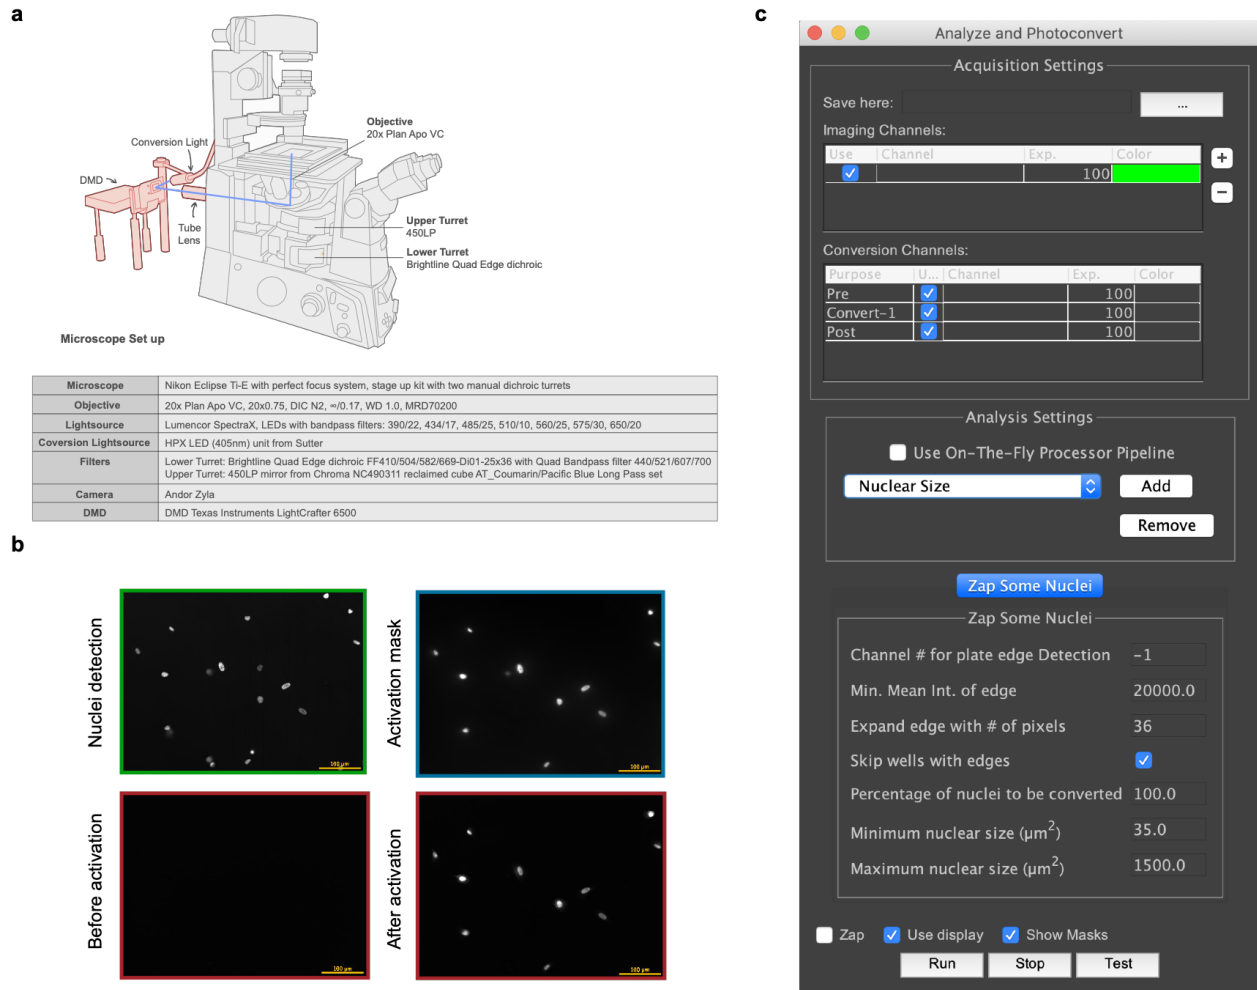 a
Objective
20x Plan Apo VC
Conversion Light
DMD
Tube
Lens
Upper Turret
450LP
Lower Turret
Brightline Quad Edge dichroic
Microscope Set up
Microscope Nikon Eclipse Ti-E with perfect focus system, stage up kit with two manual dichroic turrets
Objective 20x Plan Apo VC, 20x0.75, DIC N2, ∞/0.17, WD 1.0, MRD70200
Lightsource Lumencor SpectraX, LEDs with bandpass filters: 390/22, 434/17, 485/25, 510/10, 560/25, 575/30, 650/20
Coversion Lightsource HPX LED (405nm) unit from Sutter
Filters Lower Turret: Brightline Quad Edge dichroic FF410/504/582/669-Di01-25x36 with Quad Bandpass filter 440/521/607/700
Upper Turret: 450LP mirror from Chroma NC490311 reclaimed cube AT_Coumarin/Pacific Blue Long Pass set
Camera Andor Zyla
DMD DMD Texas Instruments LightCrafter 6500
b
Nuclei detection
100 µm
Activation mask
100 µm
Before activation
100 µm
After activation
100 µm
c
Analyze and Photoconvert
Acquisition Settings
Save here: ...
Imaging Channels:
Use Channel Exp. Color
100
+
−
Conversion Channels:
Purpose U... Channel Exp. Color
Pre 100
Convert-1 100
Post 100
Analysis Settings
Use On-The-Fly Processor Pipeline
Nuclear Size Add
Remove
Zap Some Nuclei
Zap Some Nuclei
Channel # for plate edge Detection -1
Min. Mean Int. of edge 20000.0
Expand edge with # of pixels 36
Skip wells with edges
Percentage of nuclei to be converted 100.0
Minimum nuclear size (µm²) 35.0
Maximum nuclear size (µm²) 1500.0
Zap Use display Show Masks
Run Stop Test